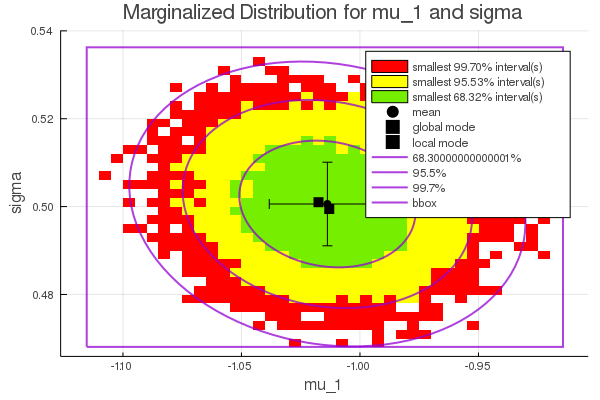 Marginalized Distribution for mu_1 and sigma
0.54
0.52
0.50
0.48
sigma
smallest 99.70% interval(s)
smallest 95.53% interval(s)
smallest 68.32% interval(s)
mean
global mode
local mode
68.30000000000001%
95.5%
99.7%
bbox
-1.10
-1.05
-1.00
-0.95
mu_1